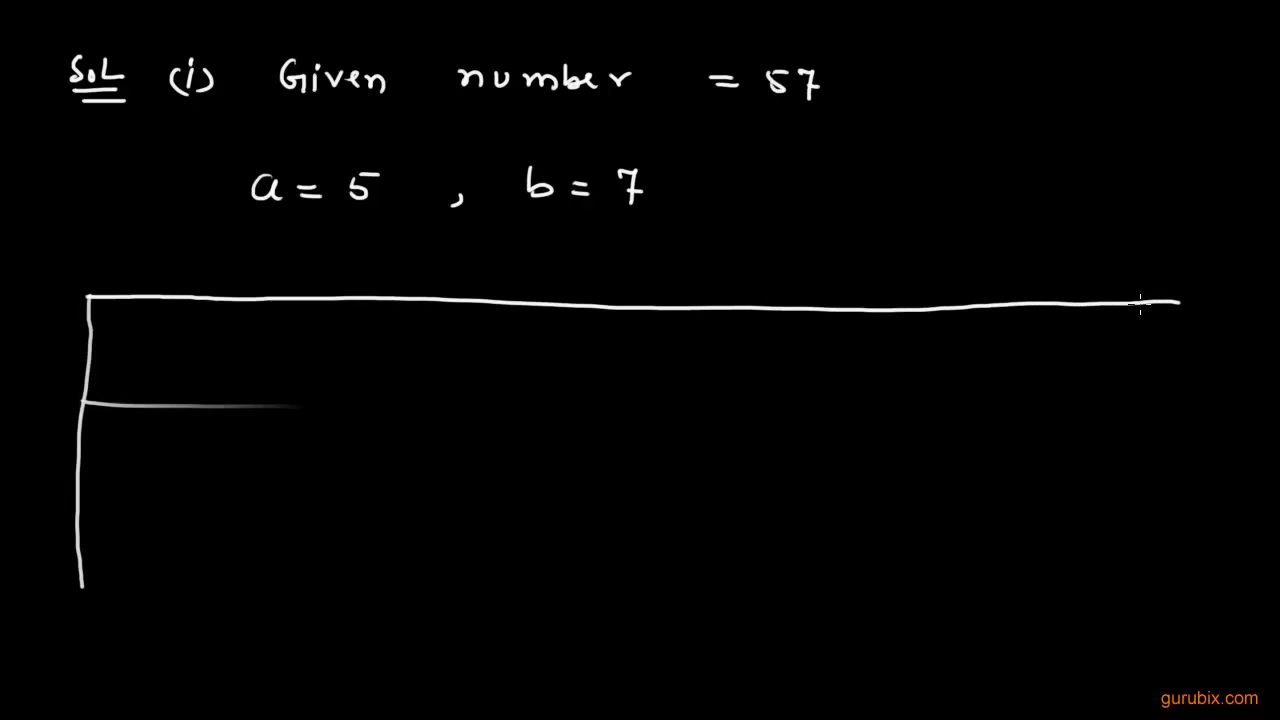 Sol (i) Given number = 57
a = 5 , b = 7
gurubix.com